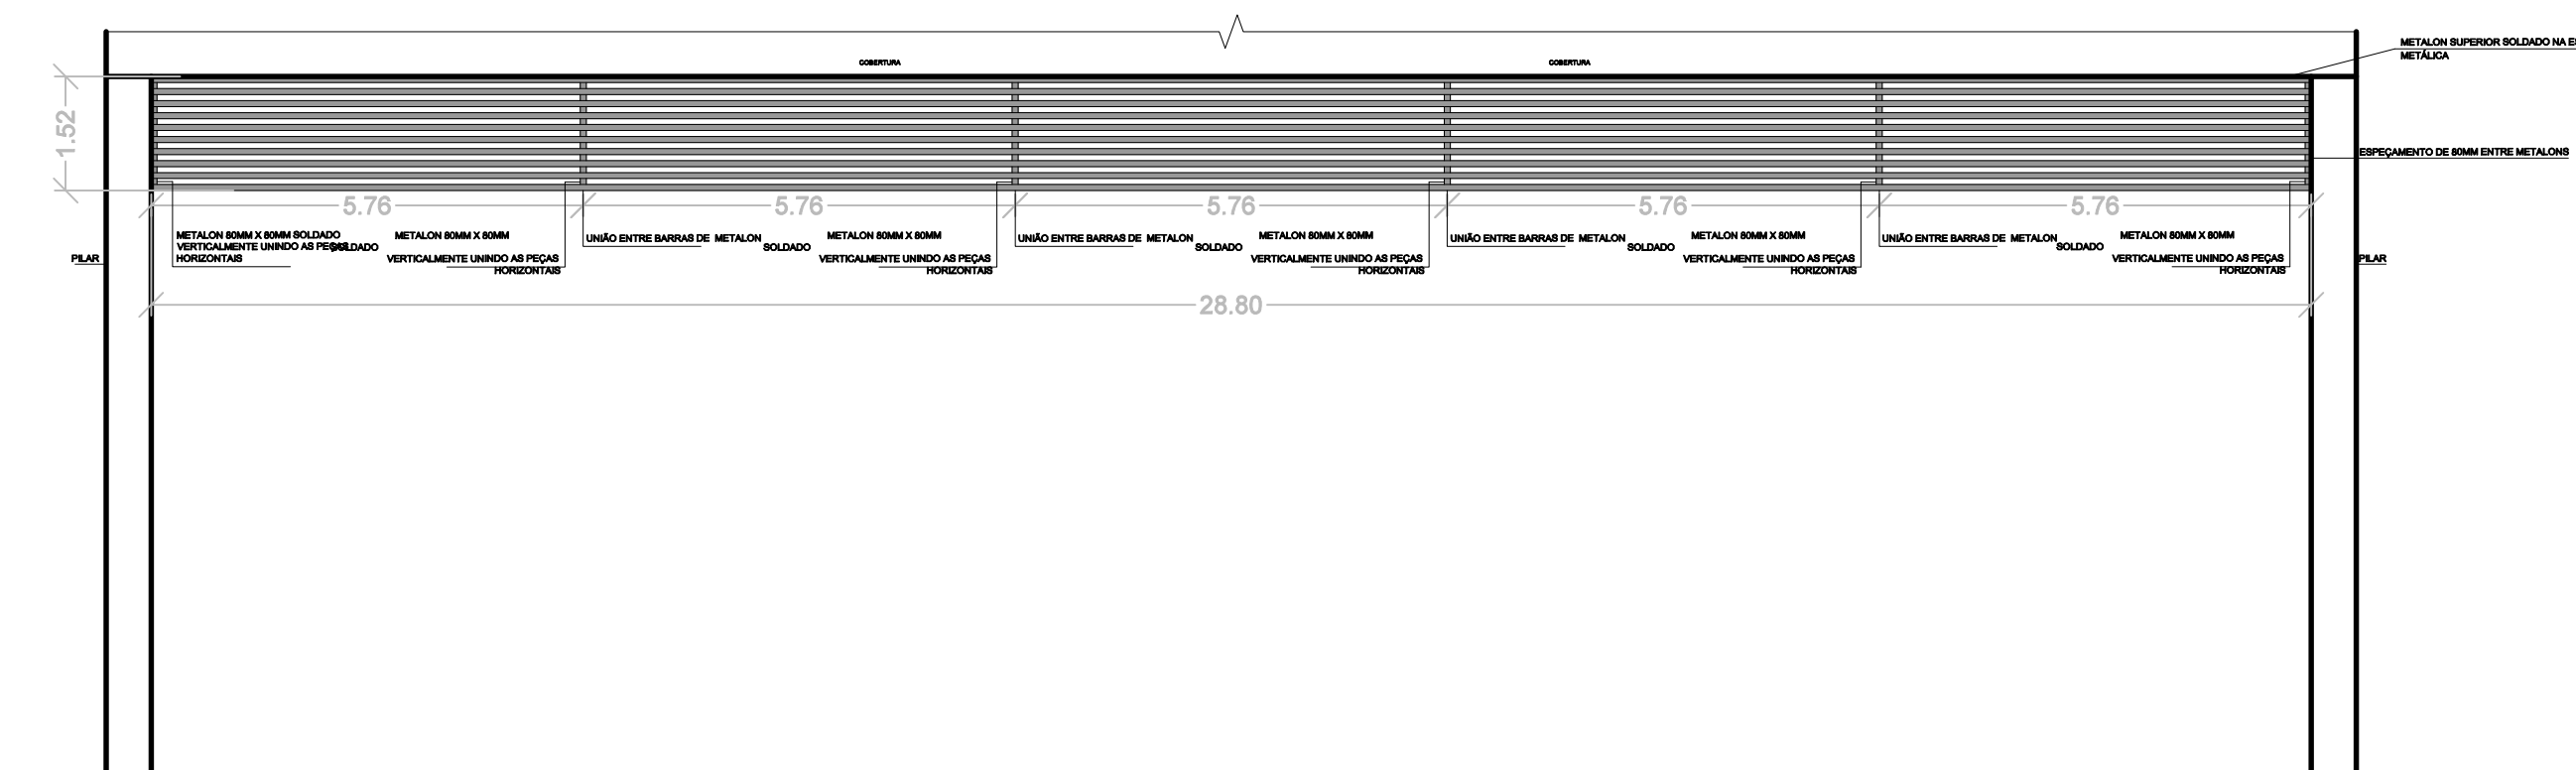 METALON SUPERIOR SOLDADO NA
METÁLICA
COBERTURA
COBERTURA
1.52
ESPEÇAMENTO DE 80MM ENTRE METALONS
5.76
5.76
5.76
5.76
5.76
METALON 80MM X 80MM SOLDADO
VERTICALMENTE UNINDO AS PEÇAS
HORIZONTAIS
METALON 80MM X 80MM
SOLDADO
VERTICALMENTE UNINDO AS PEÇAS
HORIZONTAIS
UNIÃO ENTRE BARRAS DE METALON
METALON 80MM X 80MM
SOLDADO
VERTICALMENTE UNINDO AS PEÇAS
HORIZONTAIS
UNIÃO ENTRE BARRAS DE METALON
METALON 80MM X 80MM
SOLDADO
VERTICALMENTE UNINDO AS PEÇAS
HORIZONTAIS
UNIÃO ENTRE BARRAS DE METALON
METALON 80MM X 80MM
SOLDADO
VERTICALMENTE UNINDO AS PEÇAS
HORIZONTAIS
UNIÃO ENTRE BARRAS DE METALON
METALON 80MM X 80MM
SOLDADO
VERTICALMENTE UNINDO AS PEÇAS
HORIZONTAIS
PILAR
PILAR
28.80